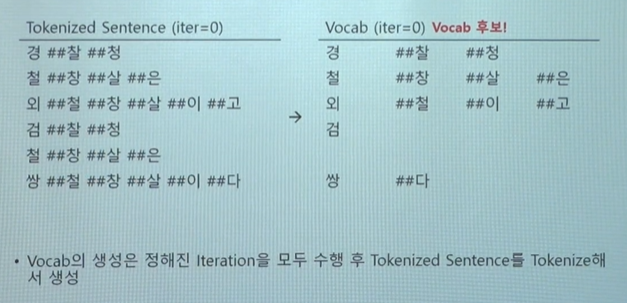 Tokenized Sentence (iter=0)
경 ##찰 ##청
철 ##창 ##살 ##은
외 ##철 ##창 ##살 ##이 ##고
검 ##찰 ##청
철 ##창 ##살 ##은
쌍 ##철 ##창 ##살 ##이 ##다
→
Vocab (iter=0) Vocab 후보!
경 ##찰 ##청
철 ##창 ##살 ##은
외 ##철 ##이 ##고
검
쌍 ##다
• Vocab의 생성은 정해진 Iteration을 모두 수행 후 Tokenized Sentence를 Tokenize해
서 생성